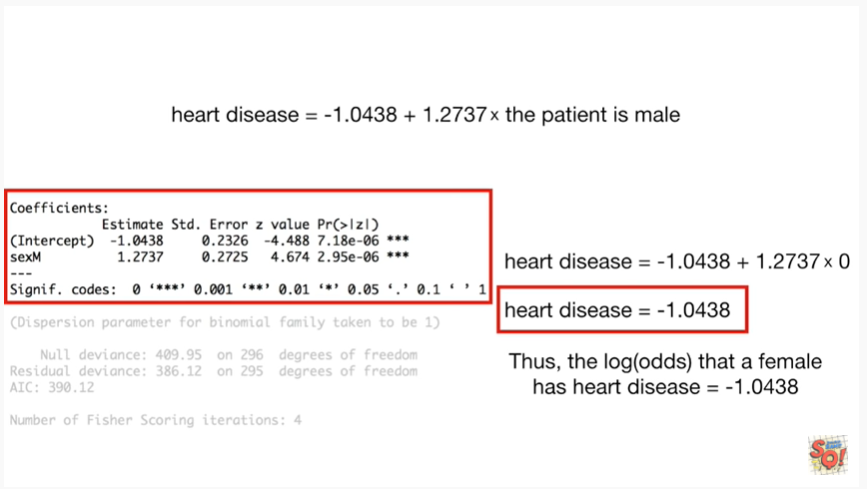 heart disease = -1.0438 + 1.2737 × the patient is male
Coefficients:
Estimate Std. Error z value Pr(>|z|)
(Intercept) -1.0438 0.2326 -4.488 7.18e-06 ***
sexM 1.2737 0.2725 4.674 2.95e-06 ***
---
Signif. codes: 0 ‘***’ 0.001 ‘**’ 0.01 ‘*’ 0.05 ‘.’ 0.1 ‘ ’ 1
(Dispersion parameter for binomial family taken to be 1)
Null deviance: 409.95 on 296 degrees of freedom
Residual deviance: 386.12 on 295 degrees of freedom
AIC: 390.12
Number of Fisher Scoring iterations: 4
heart disease = -1.0438 + 1.2737 × 0
heart disease = -1.0438
Thus, the log(odds) that a female
has heart disease = -1.0438
SQ!